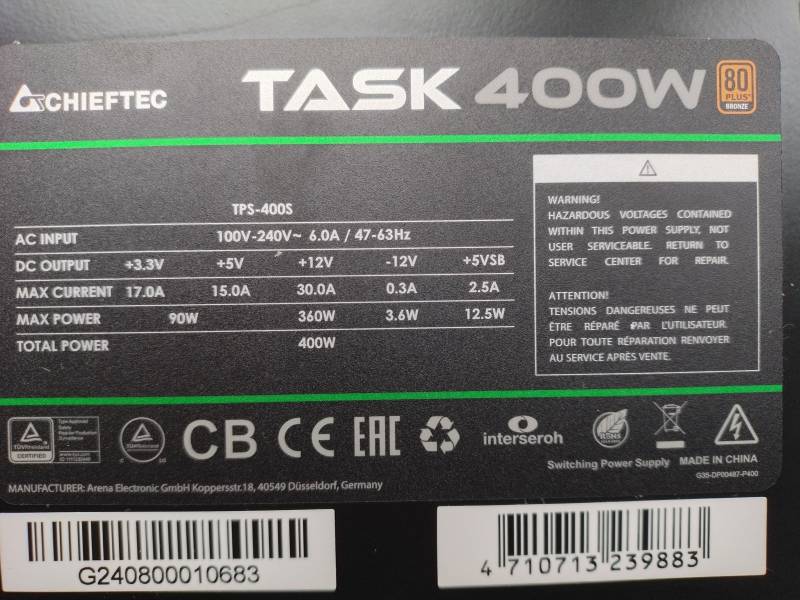 CHIEFTEC TASK 400W 80 PLUS BRONZE
TPS-400S
AC INPUT 100V-240V~ 6.0A / 47-63Hz
DC OUTPUT +3.3V +5V +12V -12V +5VSB
MAX CURRENT 17.0A 15.0A 30.0A 0.3A 2.5A
MAX POWER 90W 360W 3.6W 12.5W
TOTAL POWER 400W
WARNING!
HAZARDOUS VOLTAGES CONTAINED
WITHIN THIS POWER SUPPLY, NOT
USER SERVICEABLE. RETURN TO
SERVICE CENTER FOR REPAIR.
ATTENTION!
TENSIONS DANGEREUSES NE PEUT
ÊTRE RÉPARÉ PAR L'UTILISATEUR.
POUR TOUTE RÉPARATION RENVOYER
AU SERVICE APRÈS VENTE.
TÜVRheinland
CERTIFIED
CB CE EAC
interseroh
RoHS
Switching Power Supply MADE IN CHINA
G35-DP00487-P400
MANUFACTURER: Arena Electronic GmbH Koppersstr.18, 40549 Düsseldorf, Germany
G240800010683
4 710713 239883